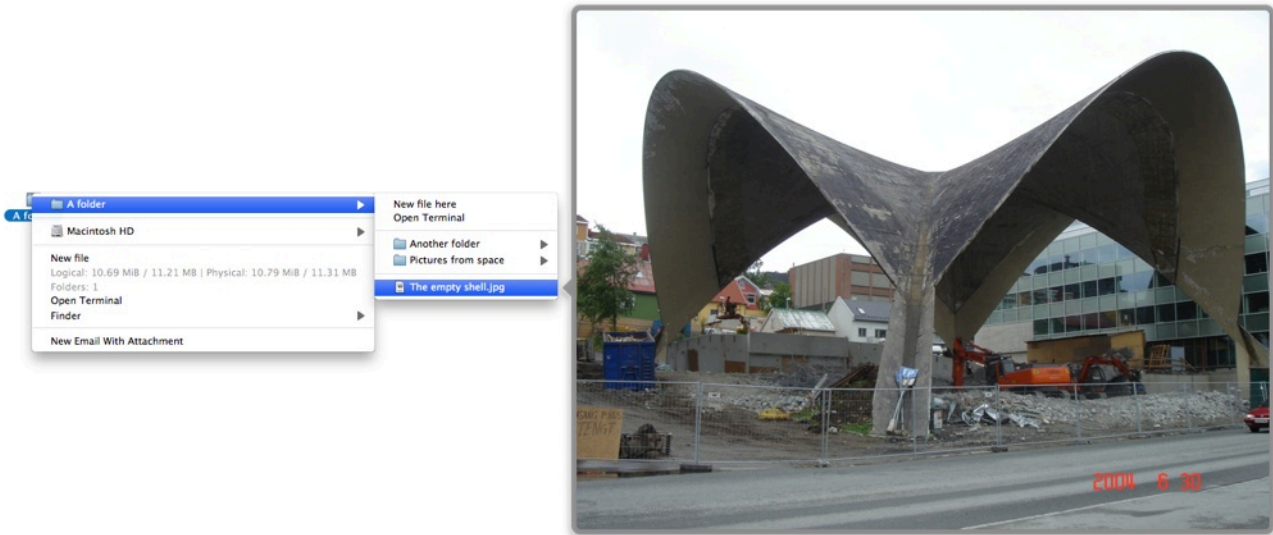 A fo
A folder
Macintosh HD
New file
Logical: 10.69 MiB / 11.21 MB | Physical: 10.79 MiB / 11.31 MB
Folders: 1
Open Terminal
Finder
New Email With Attachment
New file here
Open Terminal
Another folder
Pictures from space
The empty shell.jpg
TENGT
2004 6 30